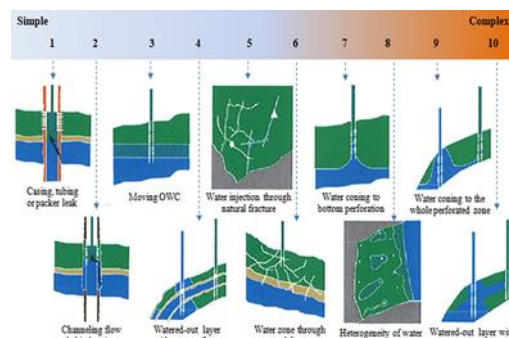 Simple
Complex
1 2 3 4 5 6 7 8 9 10
Casing, tubing
or packer leak
Moving OWC
Water injection through
natural fracture
Water coning to
bottom perforation
Water coning to the
whole perforated zone
Channeling flow
Watered-out layer
Water zone through
Heterogeneity of water
Watered-out layer